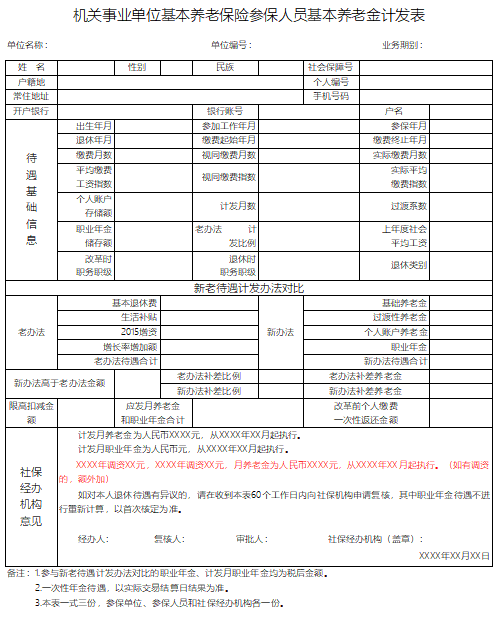 机关事业单位基本养老保险参保人员基本养老金计发表
单位名称： 单位编号： 业务期别：
姓 名 性别 民族 社会保障号
户籍地 个人编号
常住地址 手机号码
开户银行 银行账号 户名
待遇基础信息
出生年月 参加工作年月 参保年月
退休年月 缴费起始年月 缴费终止年月
缴费月数 视同缴费月数 实际缴费月数
平均缴费工资指数 视同缴费指数 实际平均缴费指数
个人账户存储额 计发月数 过渡系数
职业年金储存额 老办法 计发比例 上年度社会平均工资
改革时职务职级 退休时职务职级 退休类别
新老待遇计发办法对比
老办法 新办法
基本退休费 基础养老金
生活补贴 过渡性养老金
2015增资 个人账户养老金
增长率增加额 职业年金
老办法待遇合计 新办法待遇合计
新办法高于老办法金额
老办法补差比例 老办法补差养老金
新办法补差比例 新办法补差养老金
限高扣减金额 应发月养老金和职业年金合计 改革前个人缴费一次性返还金额
社保经办机构意见
计发月养老金为人民币XXXX元，从XXXX年XX月起执行。
计发月职业年金为人民币元，从XXXX年XX月起执行。
XXXX年调资XX元，XXXX年调资XX元，月养老金为人民币XXXX元，从XXXX年XX月起执行。（如有调资
的，额外加）
如对本人退休待遇有异议的，请在收到本表60个工作日内向社保机构申请复核，其中职业年金待遇不进
行重新计算，以首次核定为准。
经办人： 复核人： 审批人： 社保经办机构（盖章）：
XXXX年XX月XX日
备注：1.参与新老待遇计发办法对比的职业年金、计发月职业年金均为税后金额。
2.一次性年金待遇，以实际交易结算日结果为准。
3.本表一式三份，参保单位、参保人员和社保经办机构各一份。